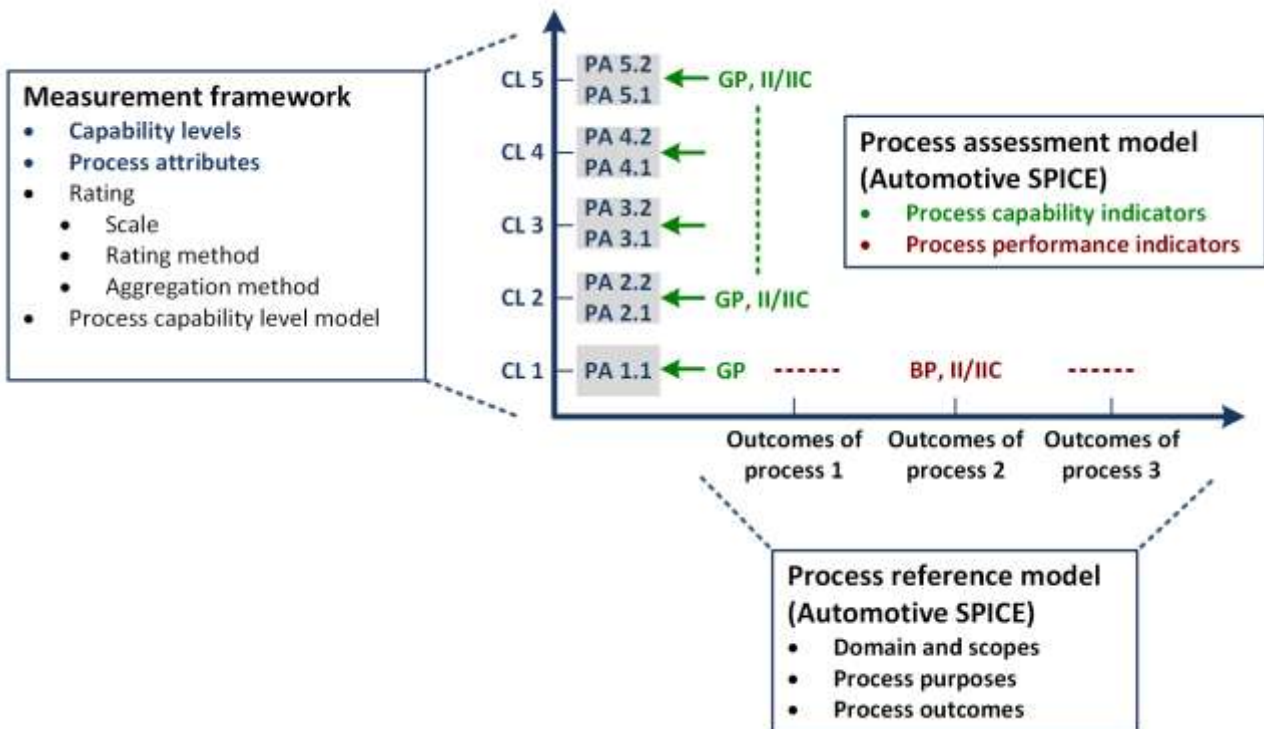 Measurement framework
• Capability levels
• Process attributes
• Rating
• Scale
• Rating method
• Aggregation method
• Process capability level model
CL 5
PA 5.2
PA 5.1
GP, II/IIC
CL 4
PA 4.2
PA 4.1
CL 3
PA 3.2
PA 3.1
CL 2
PA 2.2
PA 2.1
GP, II/IIC
CL 1
PA 1.1
GP
BP, II/IIC
Process assessment model
(Automotive SPICE)
• Process capability indicators
• Process performance indicators
Outcomes of
process 1
Outcomes of
process 2
Outcomes of
process 3
Process reference model
(Automotive SPICE)
• Domain and scopes
• Process purposes
• Process outcomes